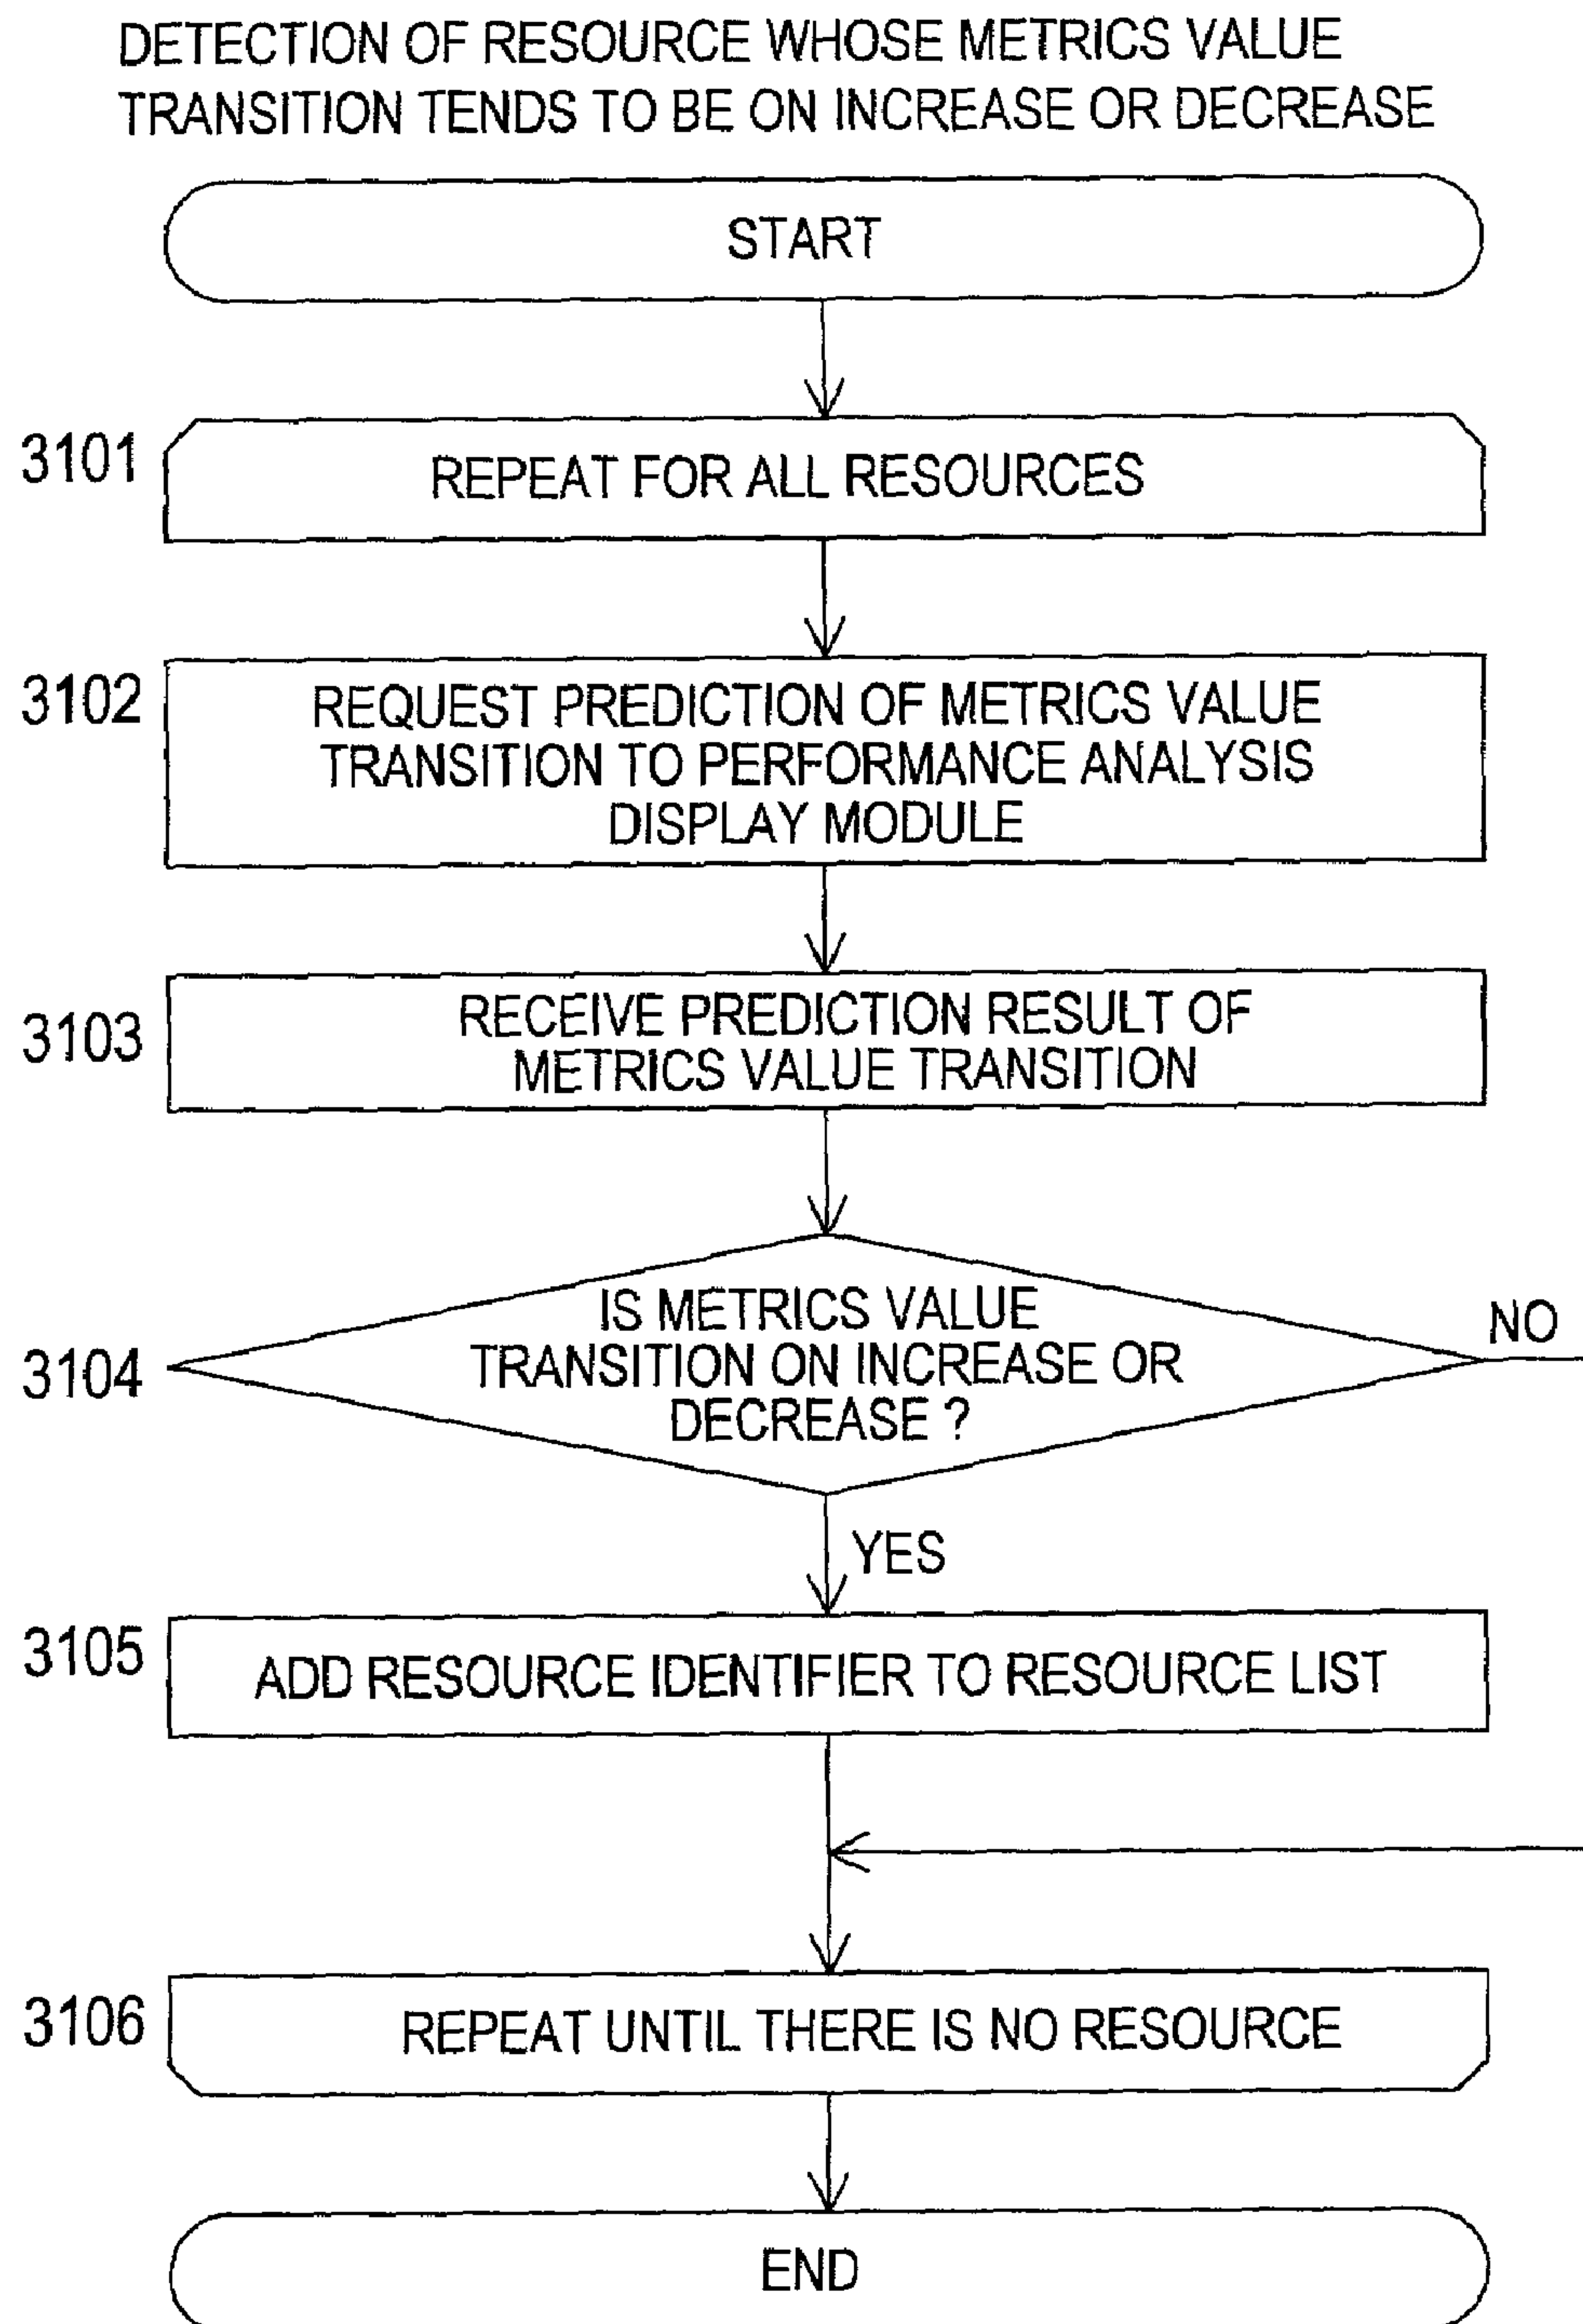 DETECTION OF RESOURCE WHOSE METRICS VALUE
TRANSITION TENDS TO BE ON INCREASE OR DECREASE
START
3101
REPEAT FOR ALL RESOURCES
3102
REQUEST PREDICTION OF METRICS VALUE
TRANSITION TO PERFORMANCE ANALYSIS
DISPLAY MODULE
3103
RECEIVE PREDICTION RESULT OF
METRICS VALUE TRANSITION
3104
IS METRICS VALUE
TRANSITION ON INCREASE OR
DECREASE ?
NO
YES
3105
ADD RESOURCE IDENTIFIER TO RESOURCE LIST
3106
REPEAT UNTIL THERE IS NO RESOURCE
END